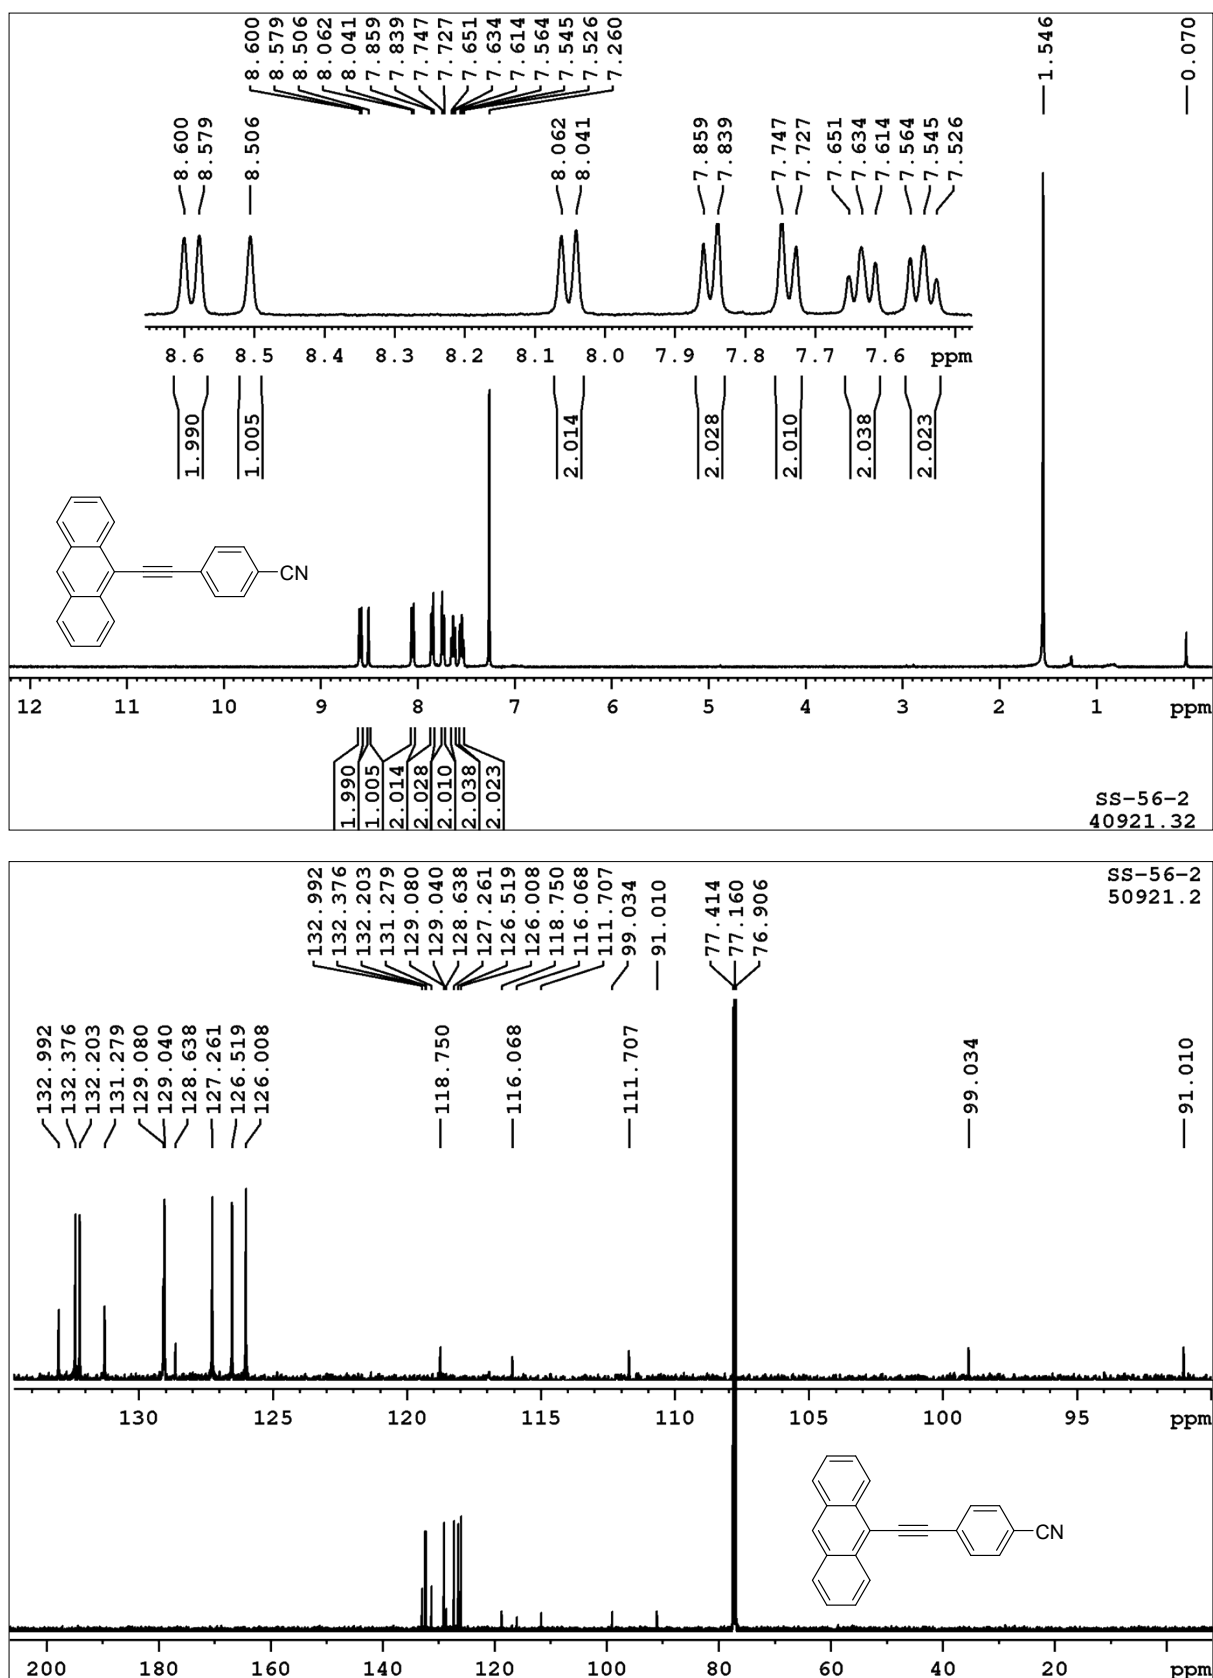 8.600 8.579 8.506 8.062 8.041 7.859 7.839 7.747 7.727 7.651 7.634 7.614 7.564 7.545 7.526 7.260 1.546 0.070
8.600 8.579 8.506 8.062 8.041 7.859 7.839 7.747 7.727 7.651 7.634 7.614 7.564 7.545 7.526
8.6 8.5 8.4 8.3 8.2 8.1 8.0 7.9 7.8 7.7 7.6 ppm
1.990 1.005 2.014 2.028 2.010 2.038 2.023
CN
12 11 10 9 8 7 6 5 4 3 2 1 ppm
1.990 1.005 2.014 2.028 2.010 2.038 2.023
SS-56-2
40921.32
SS-56-2
50921.2
132.992 132.376 132.203 131.279 129.080 129.040 128.638 127.261 126.519 126.008 118.750 116.068 111.707 99.034 91.010 77.414 77.160 76.906
132.992 132.376 132.203 131.279 129.080 129.040 128.638 127.261 126.519 126.008 118.750 116.068 111.707 99.034 91.010
130 125 120 115 110 105 100 95 ppm
CN
200 180 160 140 120 100 80 60 40 20 ppm